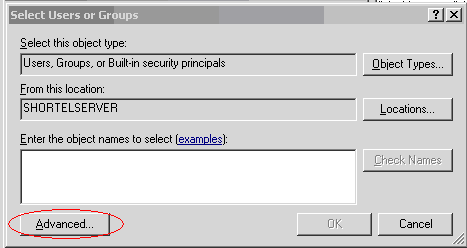 Select Users or Groups
Select this object type:
Users, Groups, or Built-in security principals
Object Types...
From this location:
SHORTELSERVER
Locations...
Enter the object names to select (examples):
Check Names
Advanced...
OK
Cancel